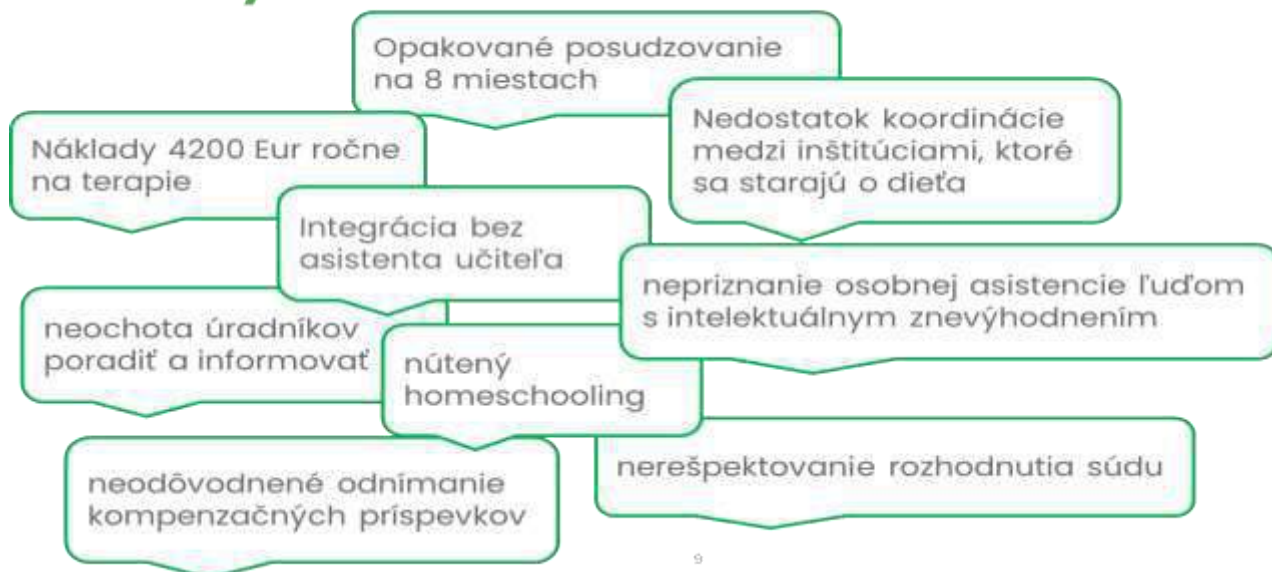 Opakované posudzovanie
na 8 miestach
Nedostatok koordinácie
medzi inštitúciami, ktoré
sa starajú o dieťa
Náklady 4200 Eur ročne
na terapie
Integrácia bez
asistenta učiteľa
nepriznanie osobnej asistencie ľuďom
s intelektuálnym znevýhodnením
neochota úradníkov
poradiť a informovať
nútený
homeschooling
nerešpektovanie rozhodnutia súdu
neodôvodnené odnímanie
kompenzačných príspevkov
9